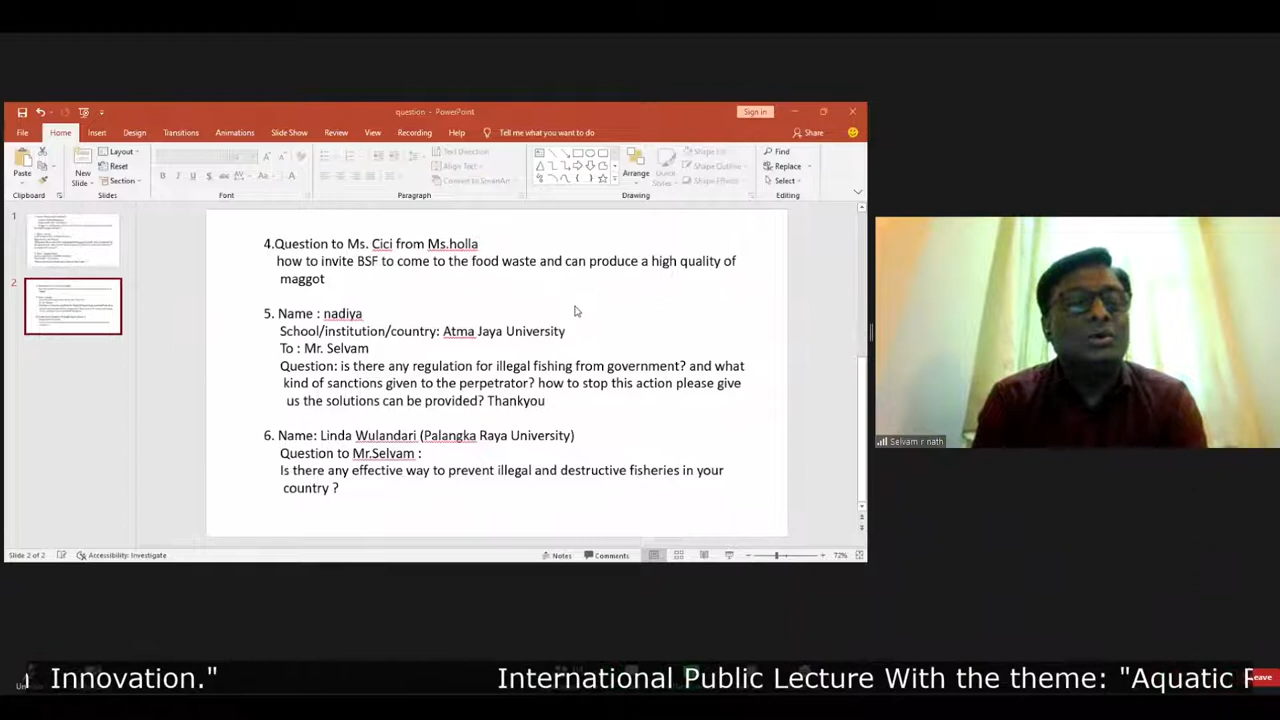 question - PowerPoint
Sign in
File Home Insert Design Transitions Animations Slide Show Review View Recording Help Tell me what you want to do Share
Paste
New
Slide
Layout
Reset
Section
Text Direction
Align Text
Convert to SmartArt
Arrange
Quick
Styles
Shape Fill
Shape Outline
Shape Effects
Find
Replace
Select
Clipboard Slides Font Paragraph Drawing Editing
1
2
4.Question to Ms. Cici from Ms.holla
how to invite BSF to come to the food waste and can produce a high quality of
maggot
5. Name : nadiya
School/institution/country: Atma Jaya University
To : Mr. Selvam
Question: is there any regulation for illegal fishing from government? and what
kind of sanctions given to the perpetrator? how to stop this action please give
us the solutions can be provided? Thankyou
6. Name: Linda Wulandari (Palangka Raya University)
Question to Mr.Selvam :
Is there any effective way to prevent illegal and destructive fisheries in your
country ?
Selvam r nath
Slide 2 of 2 Accessibility: Investigate Notes Comments 72%
Innovation." International Public Lecture With the theme: "Aquatic